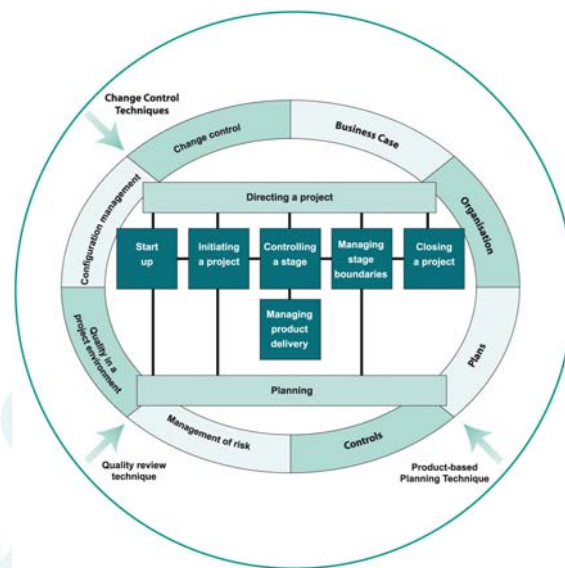 Change Control
Techniques
Change control
Business Case
Configuration management
Organisation
Directing a project
Start
up
Initiating
a project
Controlling
a stage
Managing
stage
boundaries
Closing
a project
Managing
product
delivery
Quality in a
project environment
Plans
Planning
Management of risk
Controls
Quality review
technique
Product-based
Planning Technique